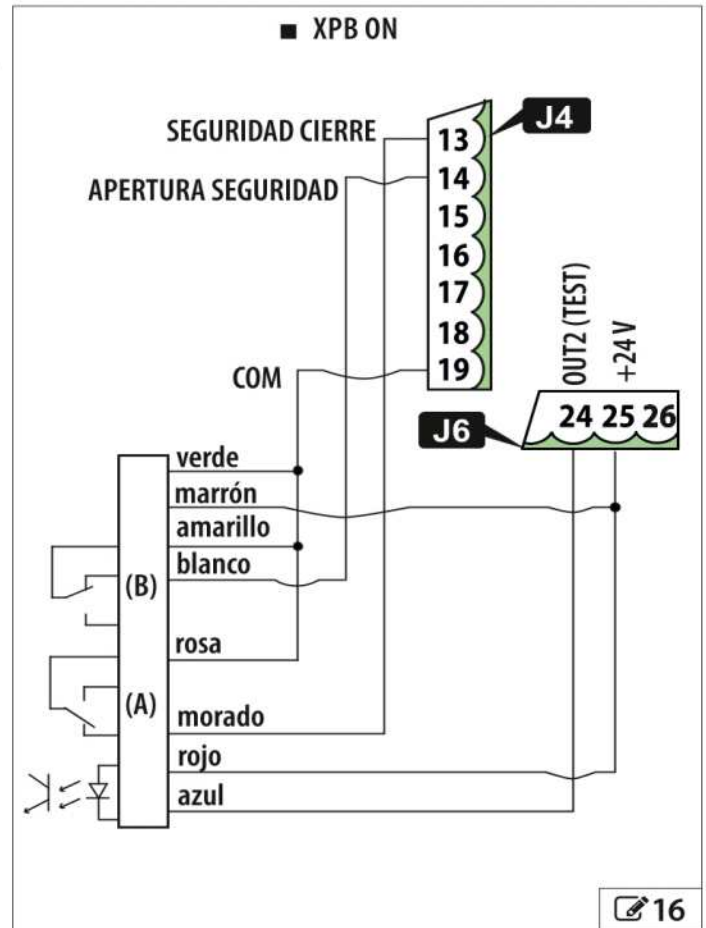 ■ XPB ON
SEGURIDAD CIERRE
J4
13
APERTURA SEGURIDAD
14
15
16
17
18
COM
19
OUT2 (TEST)
+24 V
J6
24 25 26
verde
marrón
amarillo
blanco
(B)
rosa
(A)
morado
rojo
azul
16